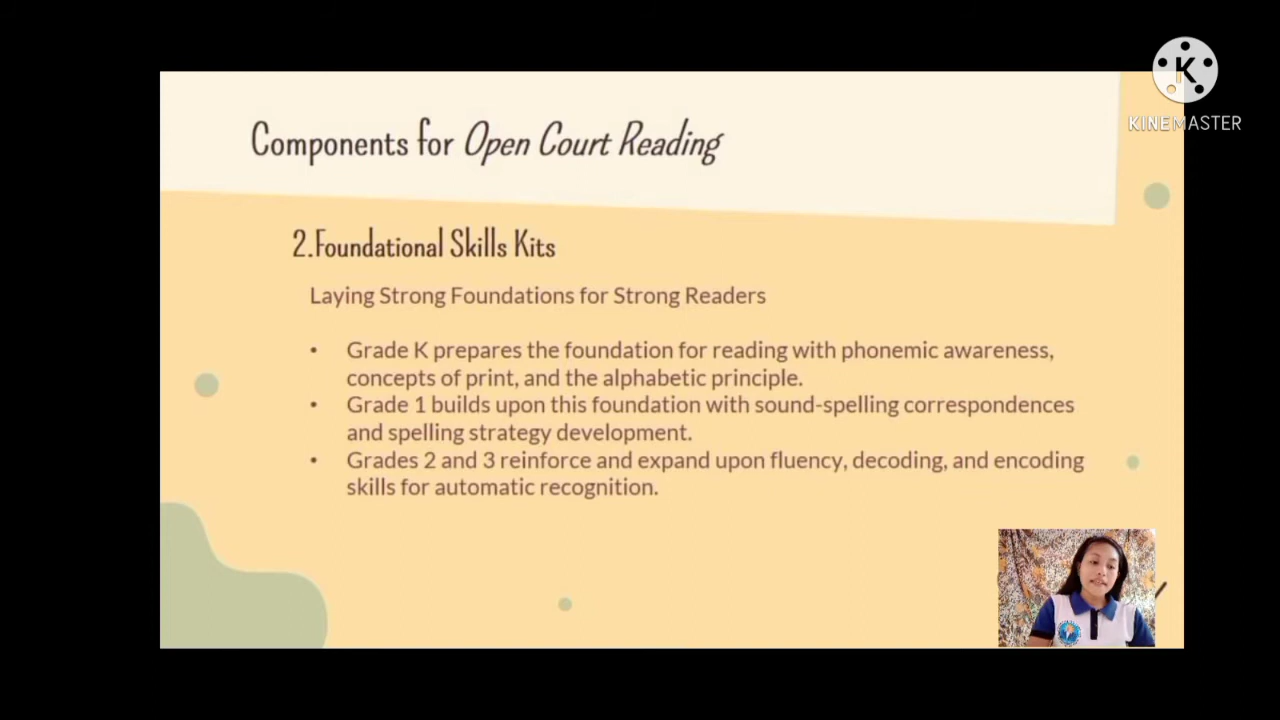 KINEMASTER
Components for Open Court Reading
2.Foundational Skills Kits
Laying Strong Foundations for Strong Readers
• Grade K prepares the foundation for reading with phonemic awareness,
concepts of print, and the alphabetic principle.
• Grade 1 builds upon this foundation with sound-spelling correspondences
and spelling strategy development.
• Grades 2 and 3 reinforce and expand upon fluency, decoding, and encoding
skills for automatic recognition.